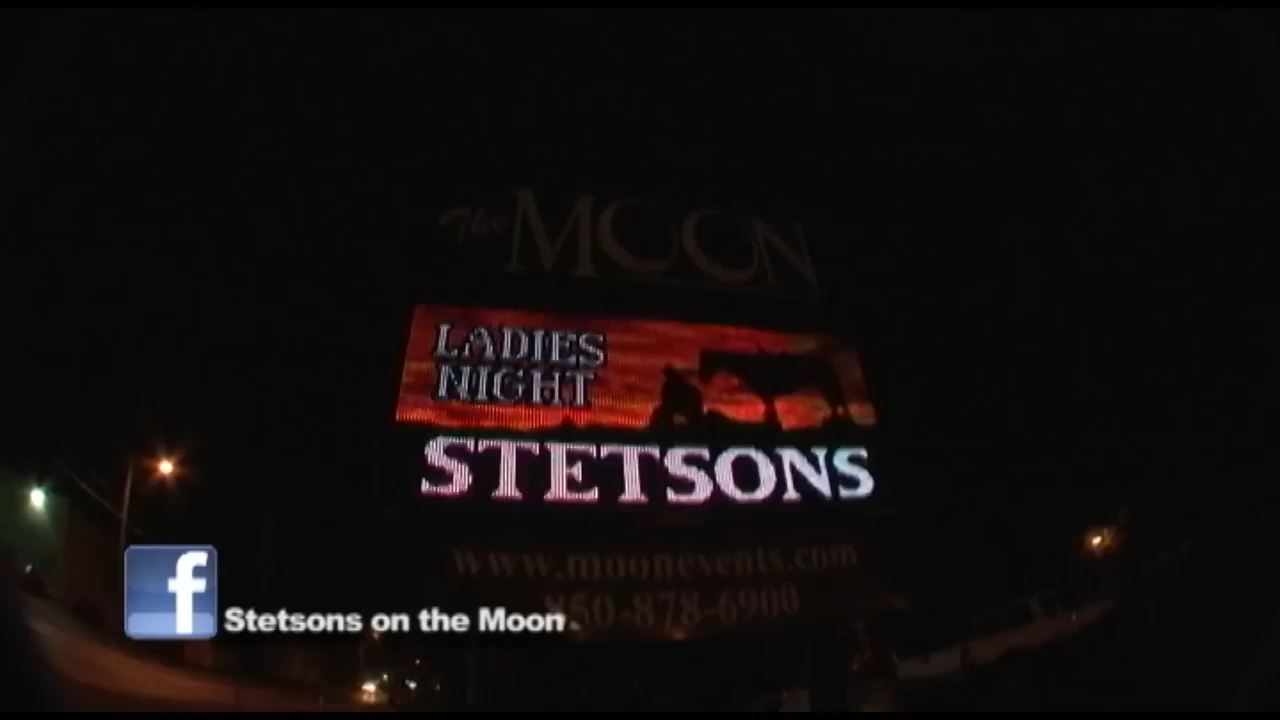 The MOON
LADIES
NIGHT
STETSONS
www.moonevents.com
850-878-6900
f
Stetsons on the Moon